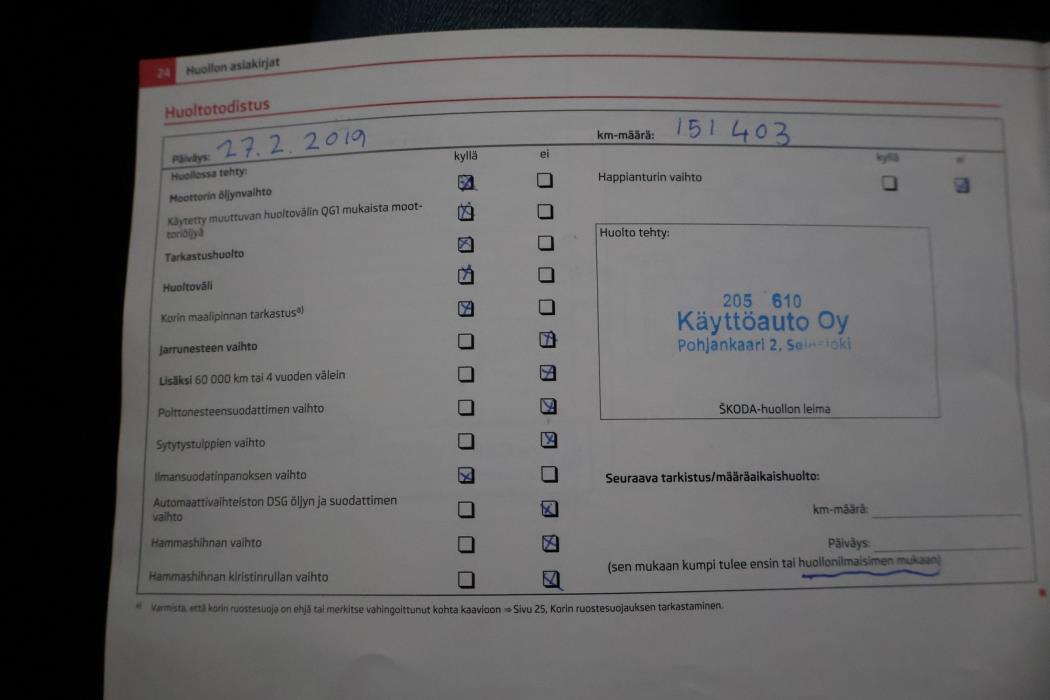 24 Huollon asiakirjat
Huoltotodistus
Päiväys: 27. 2. 2019
km-määrä: 151 403
Huollossa tehty: kyllä ei
Moottorin öljynvaihto
Käytetty muuttuvan huoltovälin QG1 mukaista moot-
toriöljyä
Tarkastushuolto
Huoltoväli
Korin maalipinnan tarkastusª⁾
Jarrunesteen vaihto
Lisäksi 60 000 km tai 4 vuoden välein
Polttonesteensuodattimen vaihto
Sytytystulppien vaihto
Ilmansuodatinpanoksen vaihto
Automaattivaihteiston DSG öljyn ja suodattimen
vaihto
Hammashihnan vaihto
Hammashihnan kiristinrullan vaihto
kyllä ei
Happianturin vaihto
Huolto tehty:
205 610
Käyttöauto Oy
Pohjankaari 2, Seinäjoki
ŠKODA-huollon leima
Seuraava tarkistus/määräaikaishuolto:
km-määrä:
Päiväys:
(sen mukaan kumpi tulee ensin tai huollonilmaisimen mukaan)
ª⁾ Varmista, että korin ruostesuoja on ehjä tai merkitse vahingoittunut kohta kaavioon ⇒ Sivu 25, Korin ruostesuojauksen tarkastaminen.